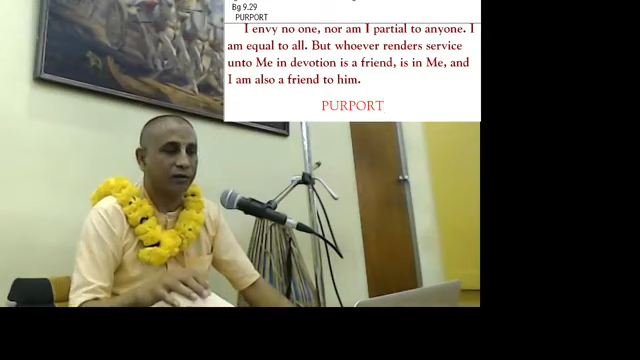 Bg 9.29
PURPORT
I envy no one, nor am I partial to anyone. I
am equal to all. But whoever renders service
unto Me in devotion is a friend, is in Me, and
I am also a friend to him.
PURPORT